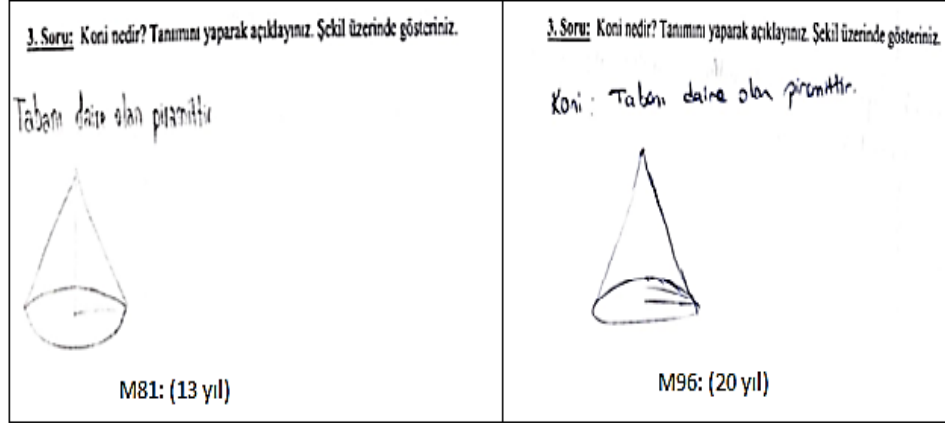 3. Soru: Koni nedir? Tanımını yaparak açıklayınız. Şekil üzerinde gösteriniz.
Tabanı daire olan piramittir
M81: (13 yıl)
3. Soru: Koni nedir? Tanımını yaparak açıklayınız. Şekil üzerinde gösteriniz.
Koni: Tabanı daire olan piramittir.
M96: (20 yıl)